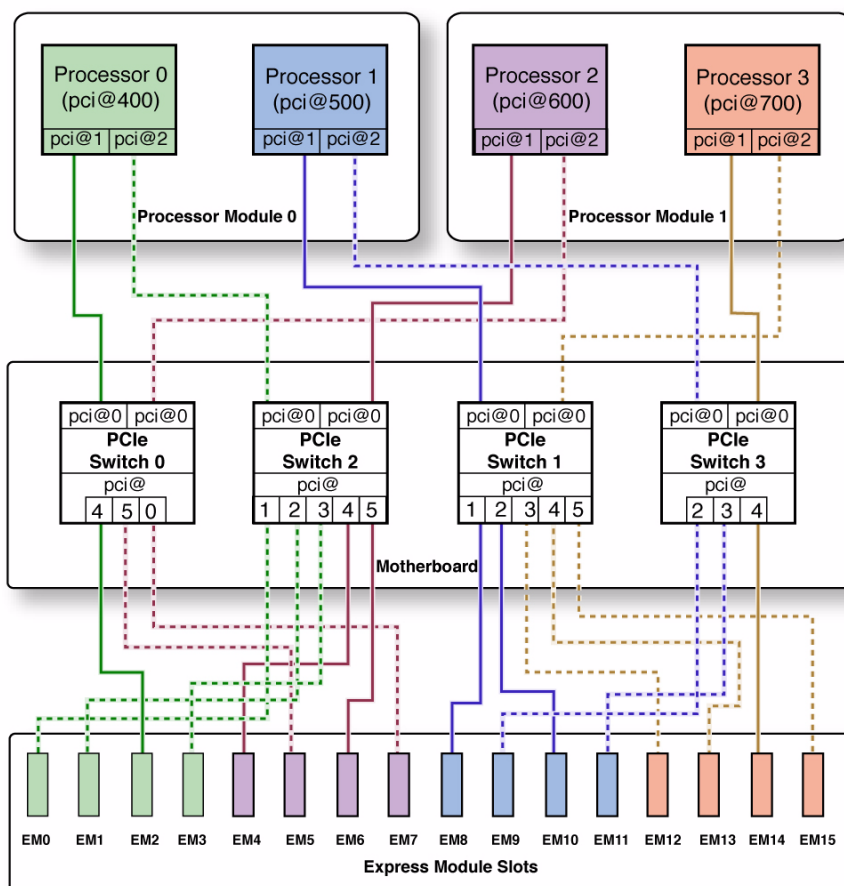 Processor 0
(pci@400)
pci@1 pci@2
Processor 1
(pci@500)
pci@1 pci@2
Processor Module 0
Processor 2
(pci@600)
pci@1 pci@2
Processor 3
(pci@700)
pci@1 pci@2
Processor Module 1
pci@0 pci@0
PCIe
Switch 0
pci@
4 5 0
pci@0 pci@0
PCIe
Switch 2
pci@
1 2 3 4 5
pci@0 pci@0
PCIe
Switch 1
pci@
1 2 3 4 5
pci@0 pci@0
PCIe
Switch 3
pci@
2 3 4
Motherboard
EM0 EM1 EM2 EM3 EM4 EM5 EM6 EM7 EM8 EM9 EM10 EM11 EM12 EM13 EM14 EM15
Express Module Slots